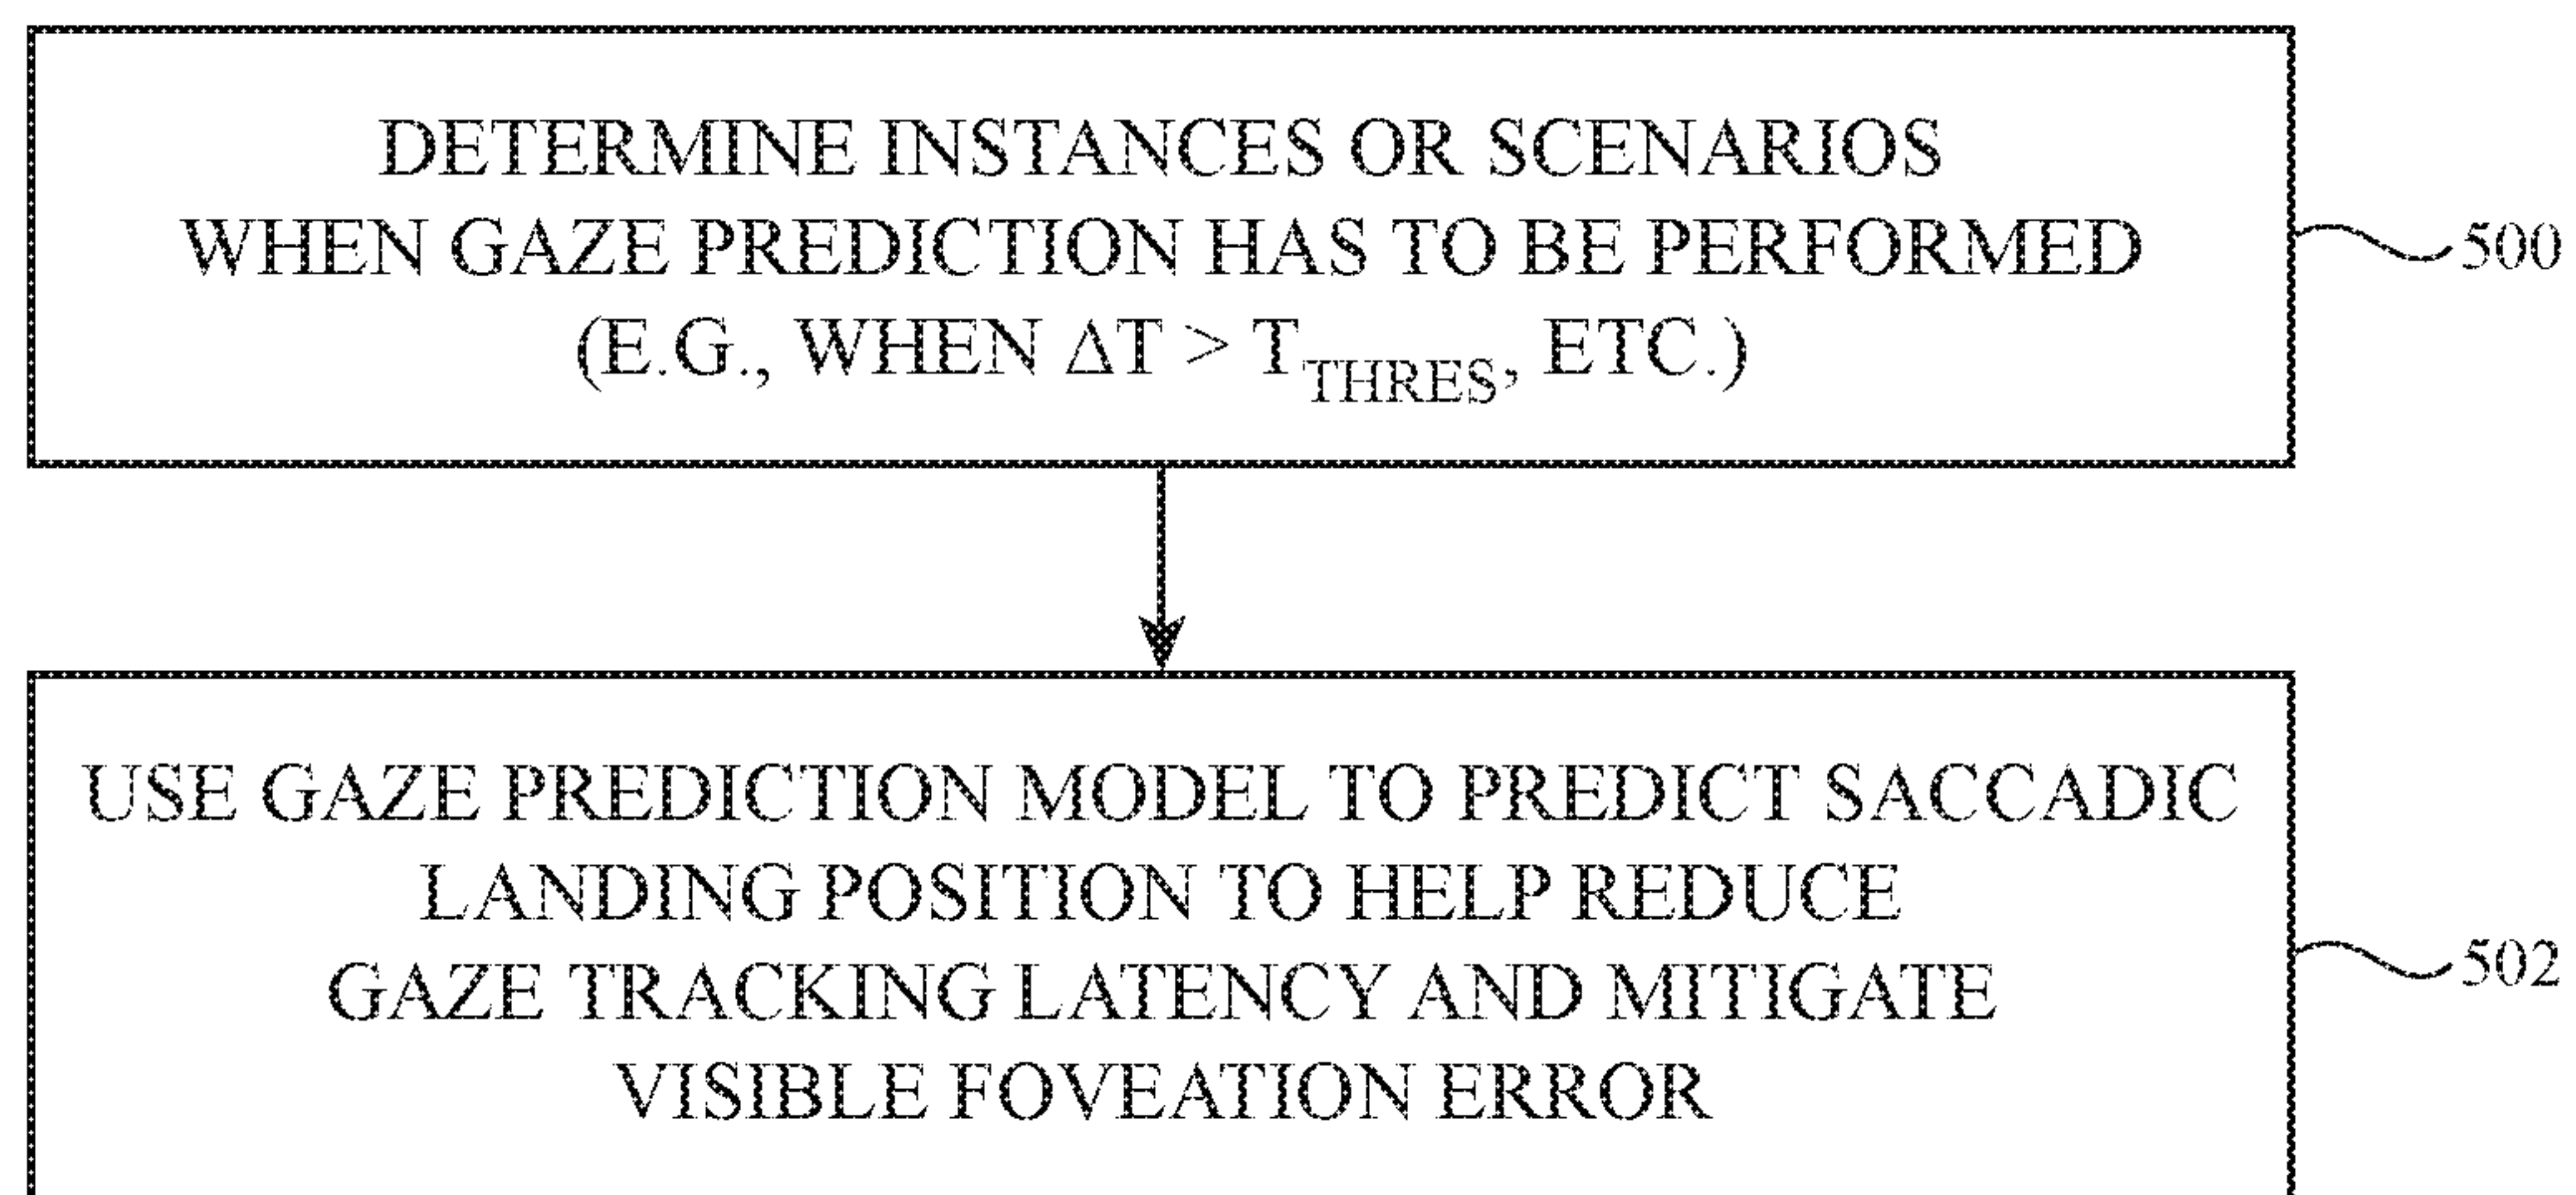 DETERMINE INSTANCES OR SCENARIOS
WHEN GAZE PREDICTION HAS TO BE PERFORMED
(E.G., WHEN ΔT > T_THRES, ETC.)
500
USE GAZE PREDICTION MODEL TO PREDICT SACCADIC
LANDING POSITION TO HELP REDUCE
GAZE TRACKING LATENCY AND MITIGATE
VISIBLE FOVEATION ERROR
502